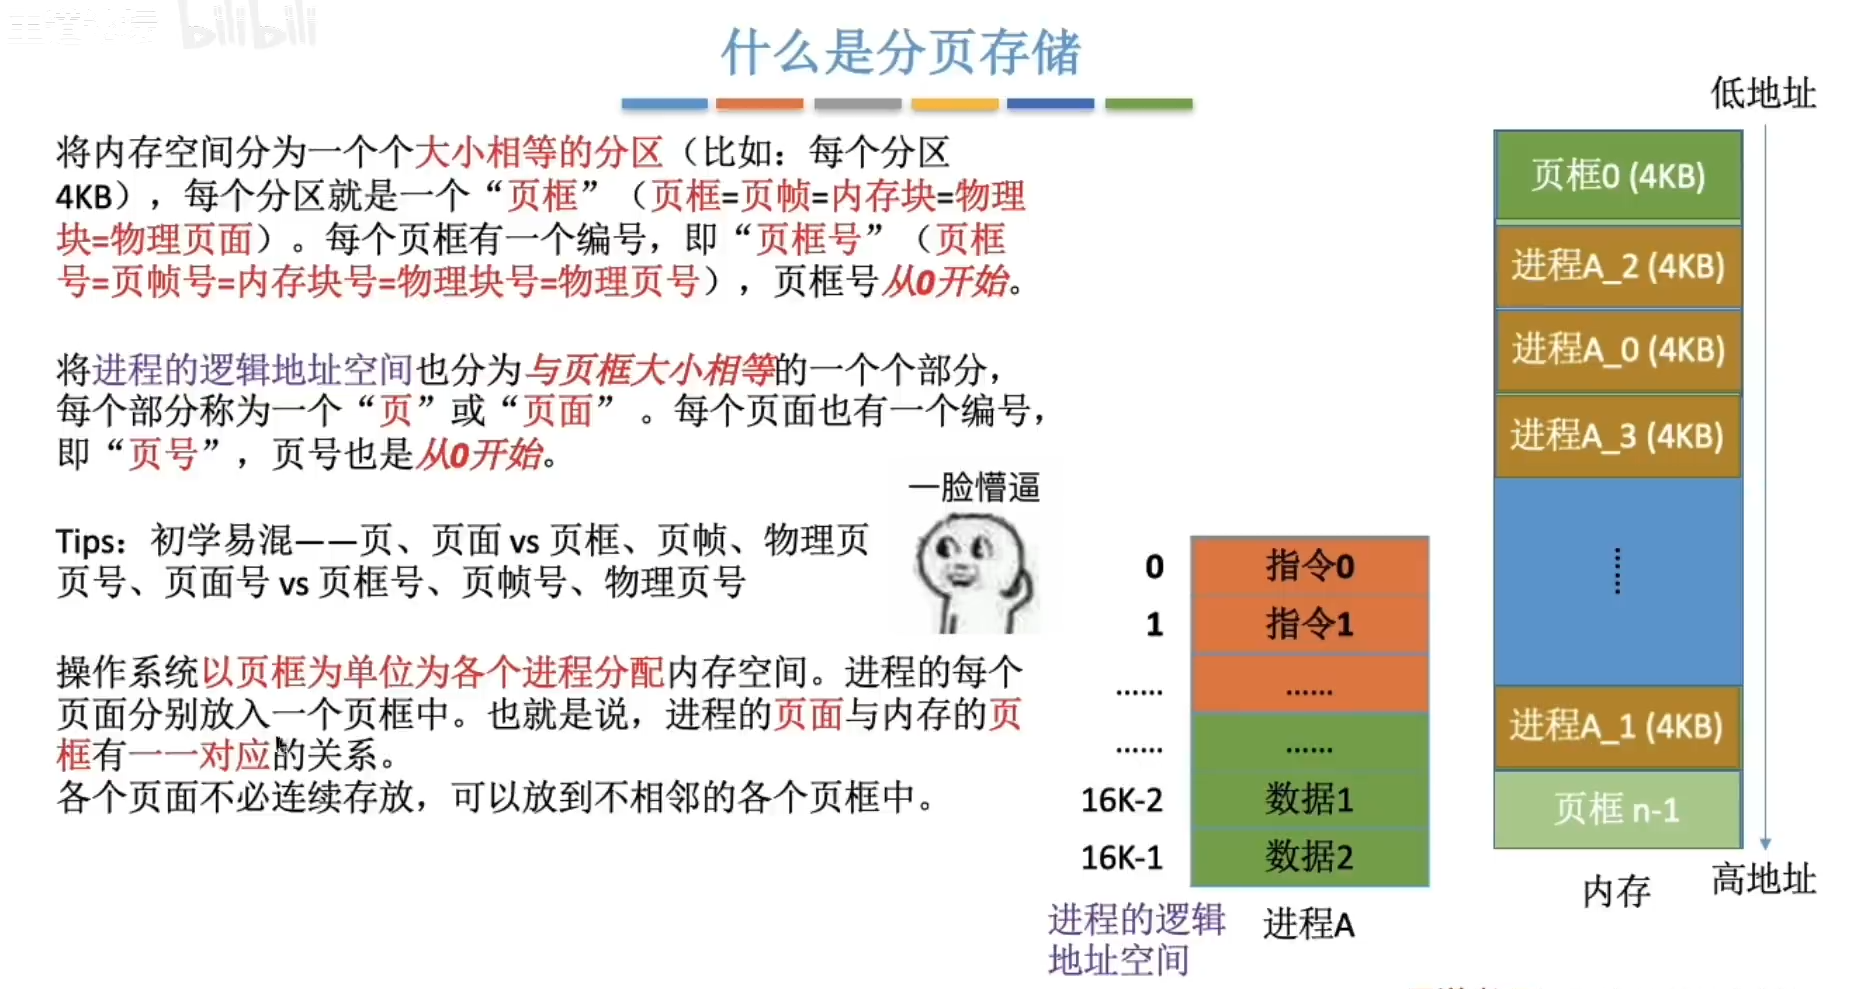 bilibili
什么是分页存储
将内存空间分为一个个大小相等的分区（比如：每个分区
4KB），每个分区就是一个“页框”（页框=页帧=内存块=物理
块=物理页面）。每个页框有一个编号，即“页框号”（页框
号=页帧号=内存块号=物理块号=物理页号），页框号从0开始。
将进程的逻辑地址空间也分为与页框大小相等的一个个部分，
每个部分称为一个“页”或“页面” 。每个页面也有一个编号，
即“页号”，页号也是从0开始。
Tips：初学易混——页、页面 vs 页框、页帧、物理页
页号、页面号 vs 页框号、页帧号、物理页号
一脸懵逼
操作系统以页框为单位为各个进程分配内存空间。进程的每个
页面分别放入一个页框中。也就是说，进程的页面与内存的页
框有一一对应的关系。
各个页面不必连续存放，可以放到不相邻的各个页框中。
0 指令0
1 指令1
…… ……
…… ……
16K-2 数据1
16K-1 数据2
进程的逻辑
地址空间
进程A
低地址
页框0 (4KB)
进程A_2 (4KB)
进程A_0 (4KB)
进程A_3 (4KB)
……
进程A_1 (4KB)
页框 n-1
内存
高地址